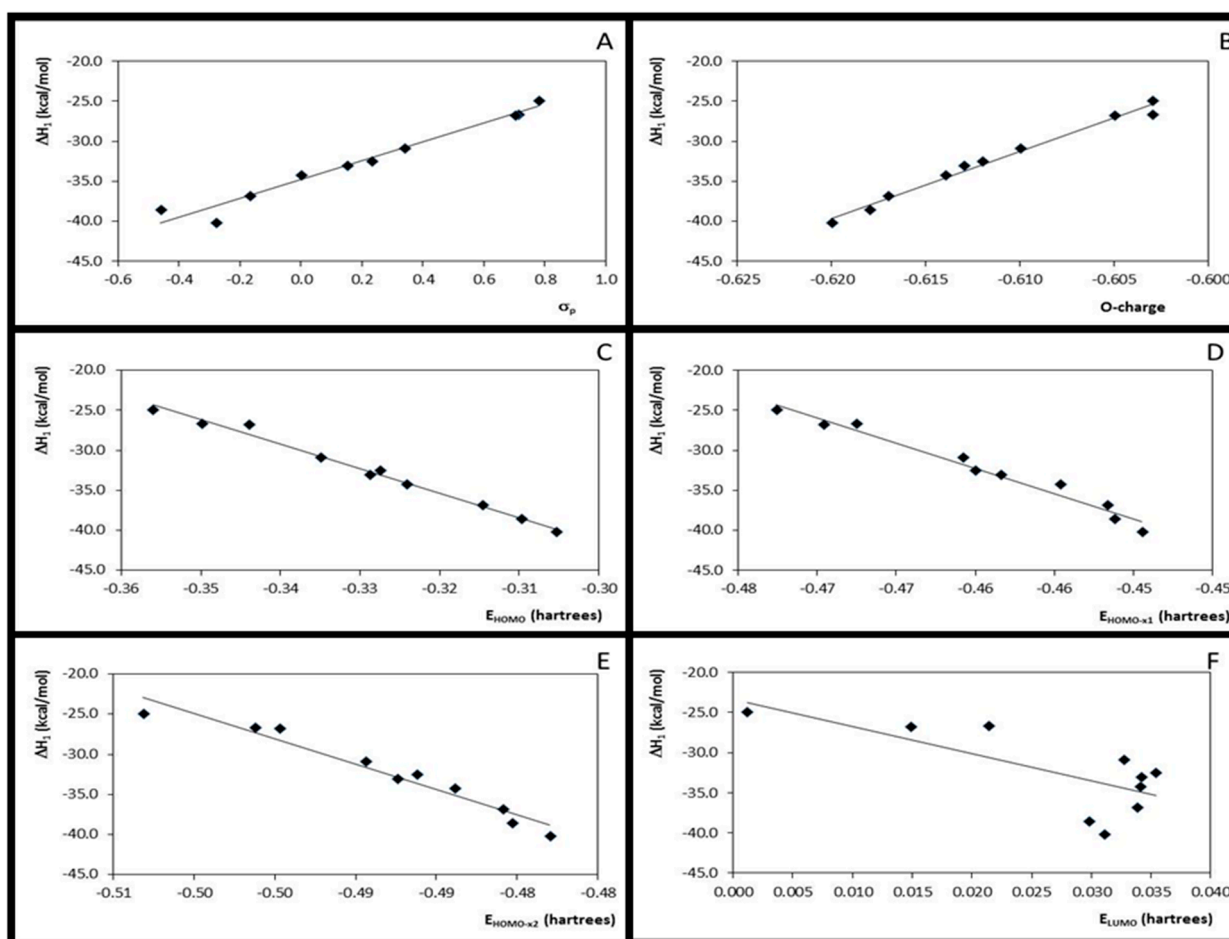 A
ΔH₁ (kcal/mol)
-20.0
-25.0
-30.0
-35.0
-40.0
-45.0
-0.6 -0.4 -0.2 0.0 0.2 0.4 0.6 0.8 1.0
σₚ
B
ΔH₁ (kcal/mol)
-20.0
-25.0
-30.0
-35.0
-40.0
-45.0
-0.625 -0.620 -0.615 -0.610 -0.605 -0.600
O-charge
C
ΔH₁ (kcal/mol)
-20.0
-25.0
-30.0
-35.0
-40.0
-45.0
-0.36 -0.35 -0.34 -0.33 -0.32 -0.31 -0.30
E_HOMO (hartrees)
D
ΔH₁ (kcal/mol)
-20.0
-25.0
-30.0
-35.0
-40.0
-45.0
-0.48 -0.47 -0.47 -0.46 -0.46 -0.45 -0.45
E_HOMO-x1 (hartrees)
E
ΔH₁ (kcal/mol)
-20.0
-25.0
-30.0
-35.0
-40.0
-45.0
-0.51 -0.50 -0.50 -0.49 -0.49 -0.48 -0.48
E_HOMO-x2 (hartrees)
F
ΔH₁ (kcal/mol)
-20.0
-25.0
-30.0
-35.0
-40.0
-45.0
0.000 0.005 0.010 0.015 0.020 0.025 0.030 0.035 0.040
E_LUMO (hartrees)